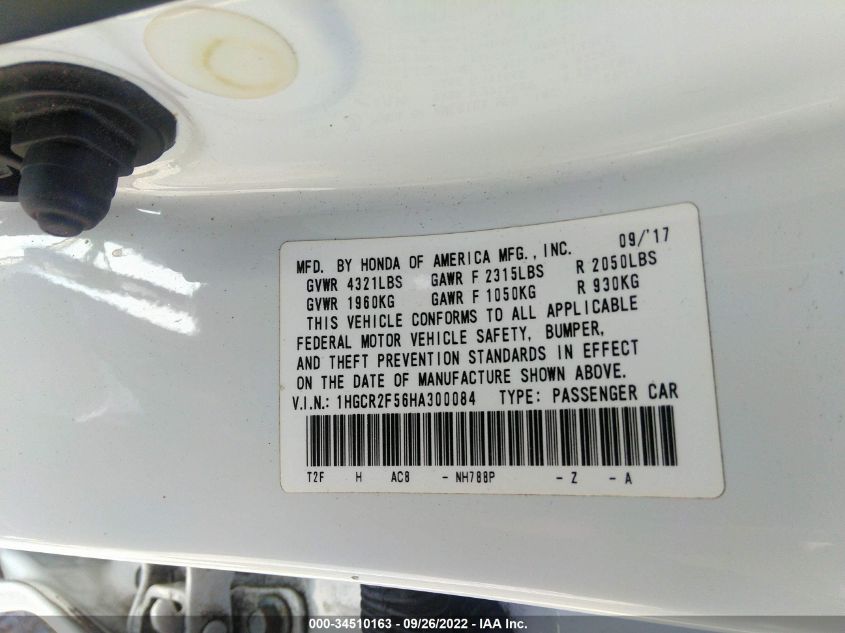 MFD. BY HONDA OF AMERICA MFG., INC. 09/'17
GVWR 4321LBS GAWR F 2315LBS R 2050LBS
GVWR 1960KG GAWR F 1050KG R 930KG
THIS VEHICLE CONFORMS TO ALL APPLICABLE
FEDERAL MOTOR VEHICLE SAFETY, BUMPER,
AND THEFT PREVENTION STANDARDS IN EFFECT
ON THE DATE OF MANUFACTURE SHOWN ABOVE.
V.I.N.: 1HGCR2F56HA300084 TYPE: PASSENGER CAR
T2F H AC8 - NH788P - Z - A
000-34510163 - 09/26/2022 - IAA Inc.